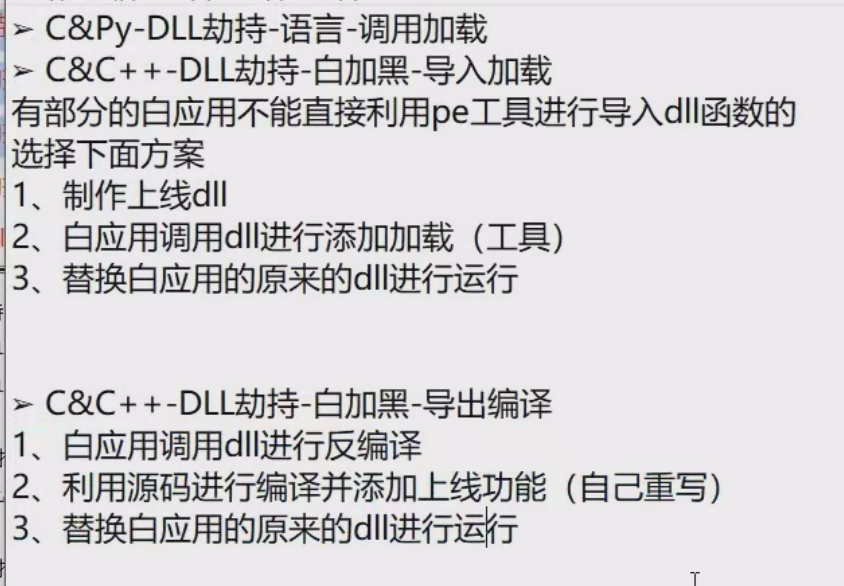 ➢ C&Py-DLL劫持-语言-调用加载
➢ C&C++-DLL劫持-白加黑-导入加载
有部分的白应用不能直接利用pe工具进行导入dll函数的
选择下面方案
1、制作上线dll
2、白应用调用dll进行添加加载（工具）
3、替换白应用的原来的dll进行运行
➢ C&C++-DLL劫持-白加黑-导出编译
1、白应用调用dll进行反编译
2、利用源码进行编译并添加上线功能（自己重写）
3、替换白应用的原来的dll进行运行